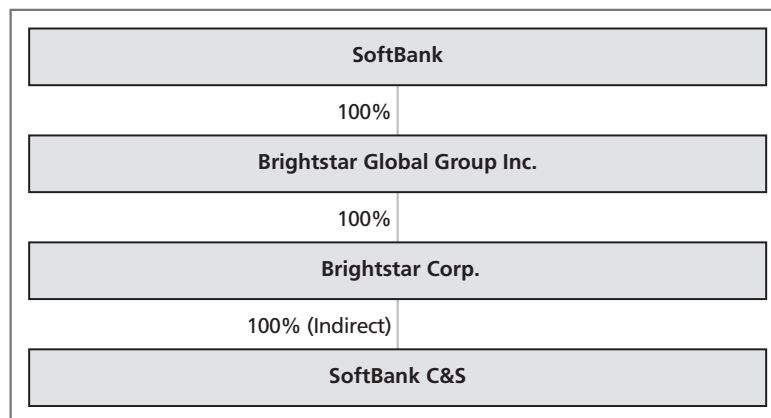 SoftBank
100%
Brightstar Global Group Inc.
100%
Brightstar Corp.
100% (Indirect)
SoftBank C&S